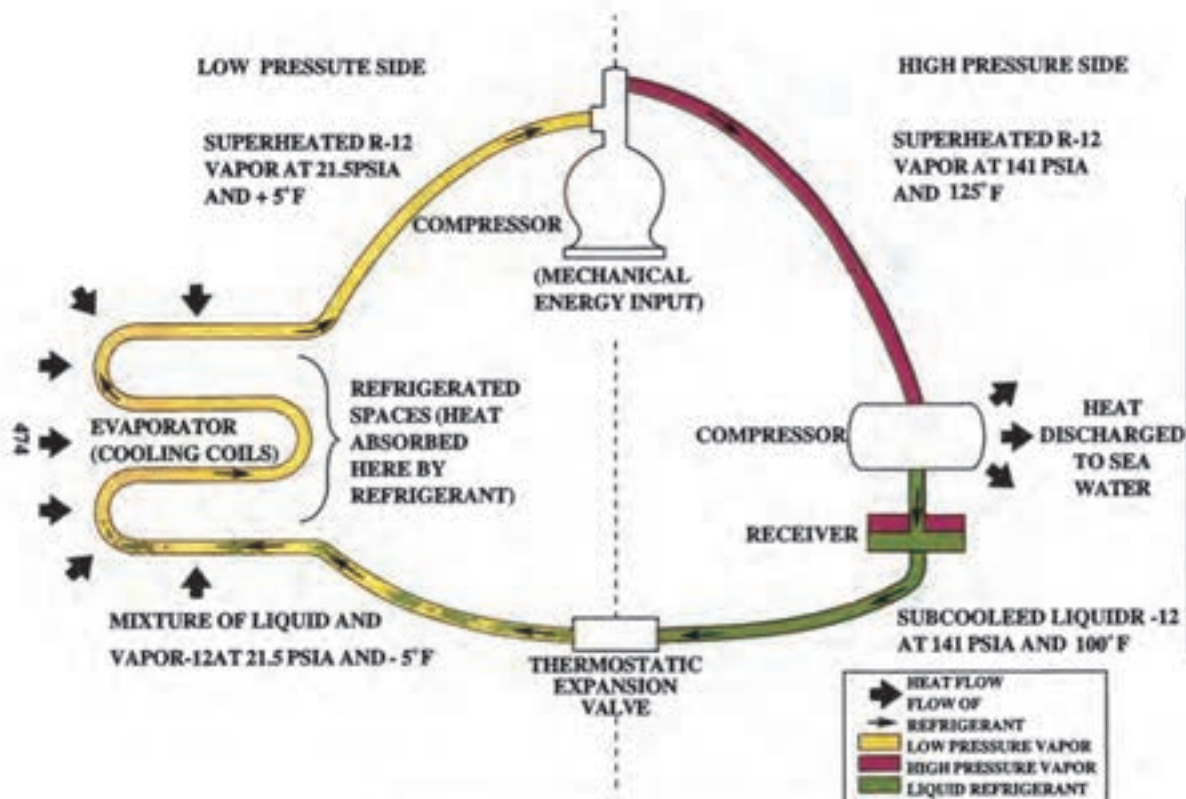 LOW PRESSUTE SIDE
HIGH PRESSURE SIDE
SUPERHEATED R-12
VAPOR AT 21.5PSIA
AND + 5°F
SUPERHEATED R-12
VAPOR AT 141 PSIA
AND 125°F
COMPRESSOR
(MECHANICAL
ENERGY INPUT)
474
EVAPORATOR
(COOLING COILS)
REFRIGERATED
SPACES (HEAT
ABSORBED
HERE BY
REFRIGERANT)
COMPRESSOR
HEAT
DISCHARGED
TO SEA
WATER
RECEIVER
MIXTURE OF LIQUID AND
VAPOR-12AT 21.5 PSIA AND - 5°F
THERMOSTATIC
EXPANSION
VALVE
SUBCOOLEED LIQUIDR -12
AT 141 PSIA AND 100°F
HEAT FLOW
FLOW OF
REFRIGERANT
LOW PRESSURE VAPOR
HIGH PRESSURE VAPOR
LIQUID REFRIGERANT